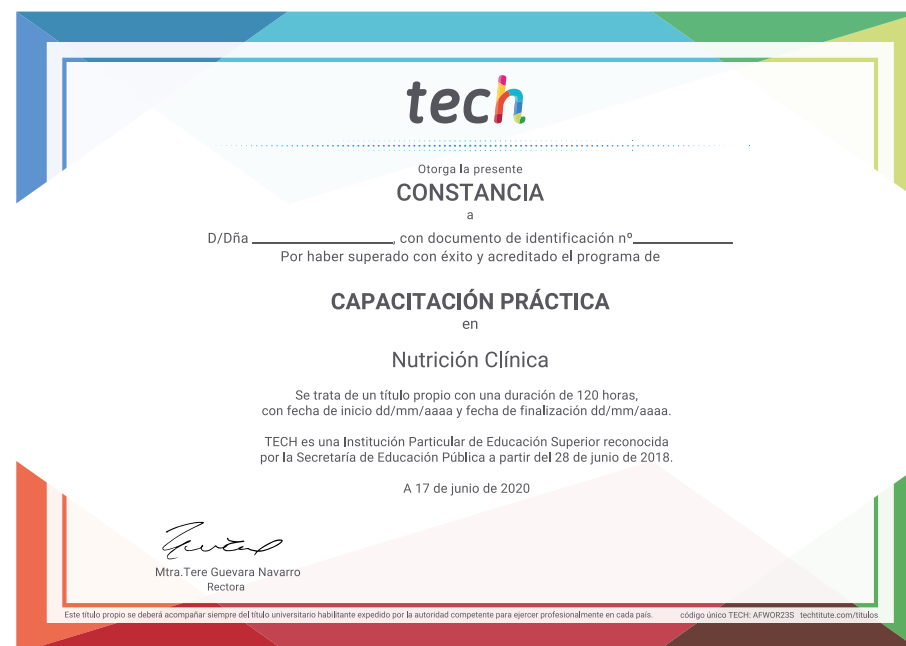 tech
Otorga la presente
CONSTANCIA
a
D/Dña ____________________, con documento de identificación nº______________
Por haber superado con éxito y acreditado el programa de
CAPACITACIÓN PRÁCTICA
en
Nutrición Clínica
Se trata de un título propio con una duración de 120 horas,
con fecha de inicio dd/mm/aaaa y fecha de finalización dd/mm/aaaa.
TECH es una Institución Particular de Educación Superior reconocida
por la Secretaría de Educación Pública a partir del 28 de junio de 2018.
A 17 de junio de 2020
Mtra.Tere Guevara Navarro
Rectora
Este título propio se deberá acompañar siempre del título universitario habilitante expedido por la autoridad competente para ejercer profesionalmente en cada país. código único TECH: AFWOR23S techtitute.com/titulos